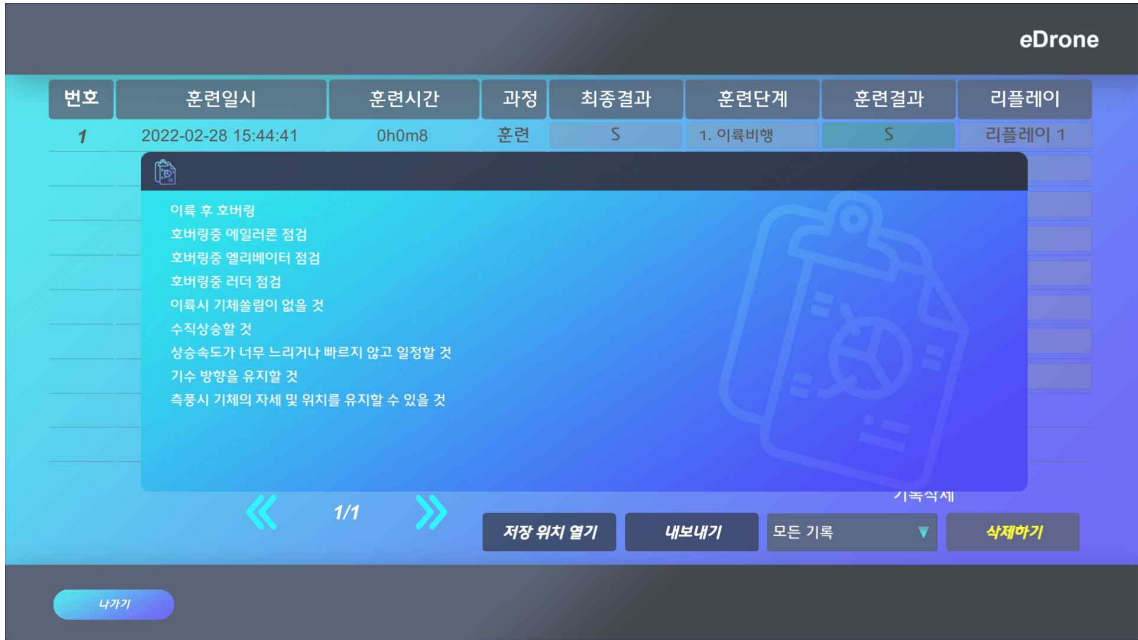 eDrone
번호 훈련일시 훈련시간 과정 최종결과 훈련단계 훈련결과 리플레이
1 2022-02-28 15:44:41 0h0m8 훈련 S 1. 이륙비행 S 리플레이 1
이륙 후 호버링
호버링중 에일러론 점검
호버링중 엘리베이터 점검
호버링중 러더 점검
이륙시 기체쏠림이 없을 것
수직상승할 것
상승속도가 너무 느리거나 빠르지 않고 일정할 것
기수 방향을 유지할 것
측풍시 기체의 자세 및 위치를 유지할 수 있을 것
기록삭제
1/1
저장 위치 열기 내보내기 모든 기록 삭제하기
나가기